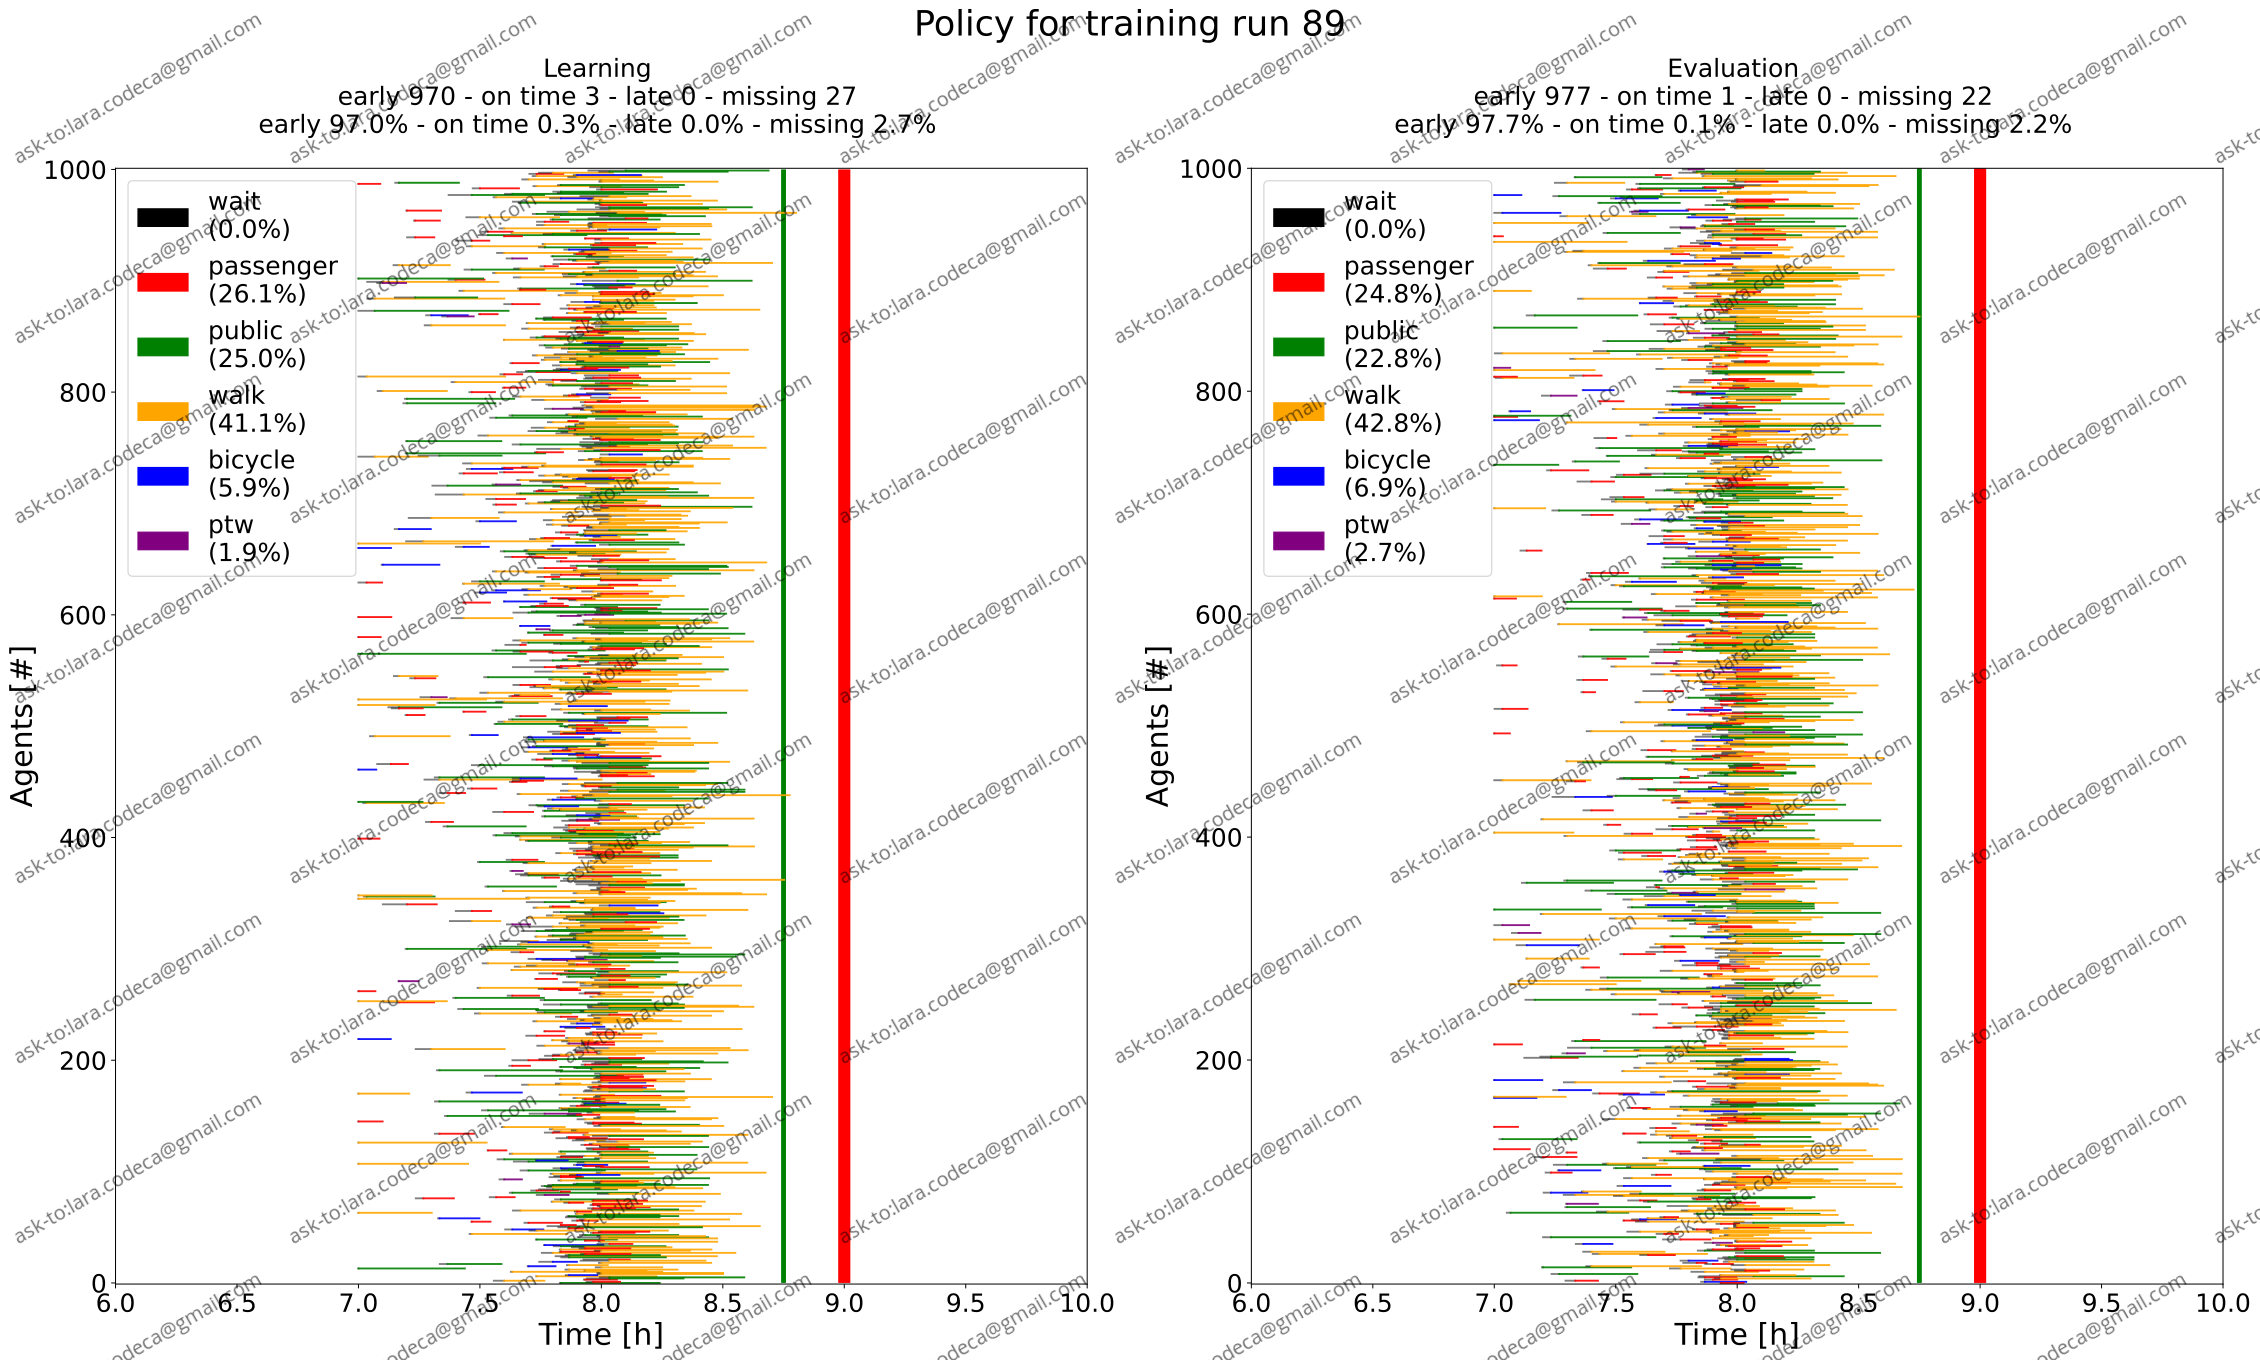 Policy for training run 89
Learning
early 970 - on time 3 - late 0 - missing 27
early 97.0% - on time 0.3% - late 0.0% - missing 2.7%
1000
800
600
400
200
0
Agents [#]
wait
(0.0%)
passenger
(26.1%)
public
(25.0%)
walk
(41.1%)
bicycle
(5.9%)
ptw
(1.9%)
6.0 6.5 7.0 7.5 8.0 8.5 9.0 9.5 10.0
Time [h]
Evaluation
early 977 - on time 1 - late 0 - missing 22
early 97.7% - on time 0.1% - late 0.0% - missing 2.2%
1000
800
600
400
200
0
Agents [#]
wait
(0.0%)
passenger
(24.8%)
public
(22.8%)
walk
(42.8%)
bicycle
(6.9%)
ptw
(2.7%)
6.0 6.5 7.0 7.5 8.0 8.5 9.0 9.5 10.0
Time [h]
ask-to:lara.codeca@gmail.com